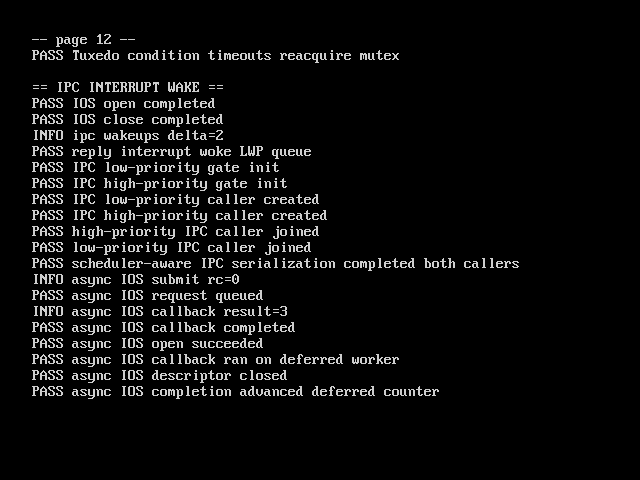 -- page 12 --
PASS Tuxedo condition timeouts reacquire mutex
== IPC INTERRUPT WAKE ==
PASS IOS open completed
PASS IOS close completed
INFO ipc wakeups delta=2
PASS reply interrupt woke LWP queue
PASS IPC low-priority gate init
PASS IPC high-priority gate init
PASS IPC low-priority caller created
PASS IPC high-priority caller created
PASS high-priority IPC caller joined
PASS low-priority IPC caller joined
PASS scheduler-aware IPC serialization completed both callers
INFO async IOS submit rc=0
PASS async IOS request queued
INFO async IOS callback result=3
PASS async IOS callback completed
PASS async IOS open succeeded
PASS async IOS callback ran on deferred worker
PASS async IOS descriptor closed
PASS async IOS completion advanced deferred counter